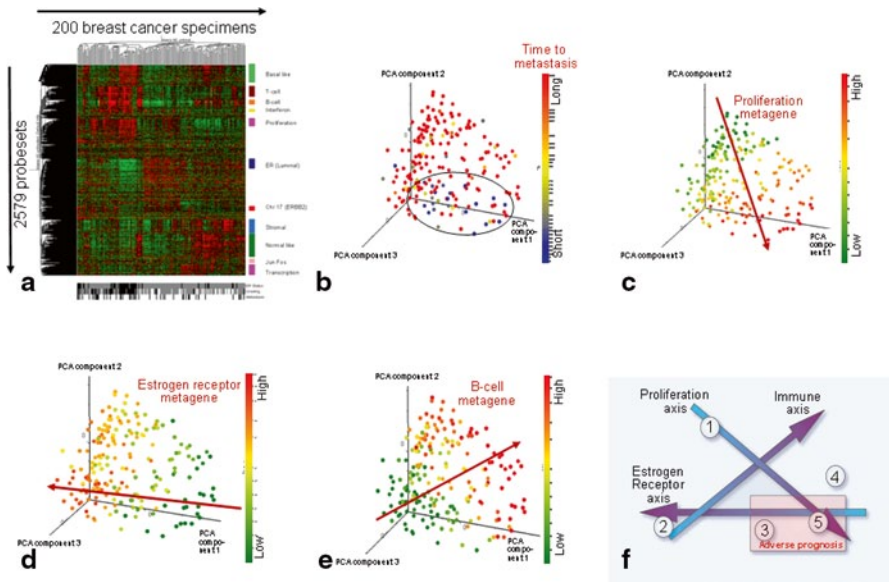 200 breast cancer specimens
2579 probesets
Basal like
T-cell
B-cell
Interferon
Proliferation
ER (Luminal)
Chr 17 (ERBB2)
Stromal
Normal like
Jun Fos
Transcription
a
Time to
metastasis
PCA component 2
Long
Short
PCA
compo-
nent 1
PCA component 3
b
PCA component 2
Proliferation
metagene
High
Low
PCA
compo-
nent 1
PCA component 3
c
PCA component 2
Estrogen receptor
metagene
High
Low
PCA
compo-
nent 1
PCA component 3
d
PCA component 2
B-cell
metagene
High
Low
PCA
compo-
nent 1
PCA component 3
e
Proliferation
axis
Immune
axis
1
Estrogen
Receptor
axis
4
2
3
5
Adverse prognosis
f